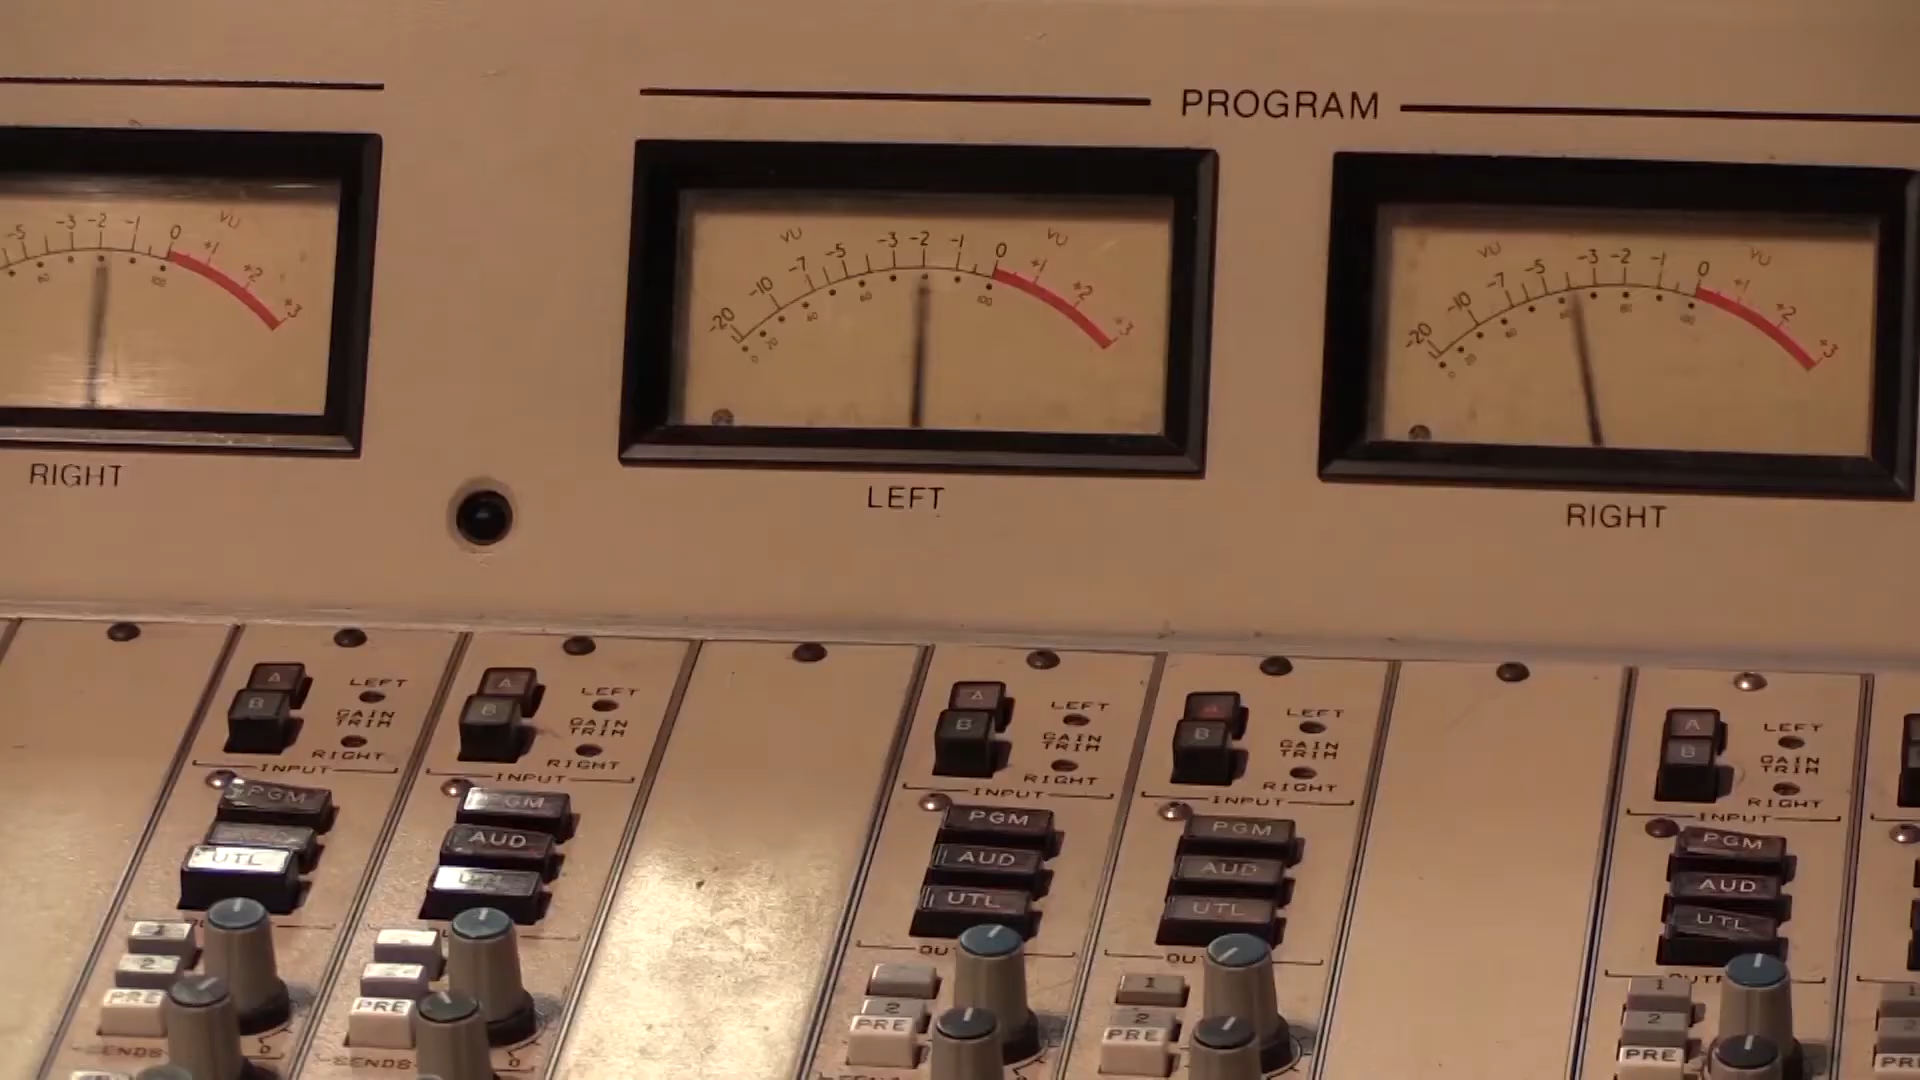 PROGRAM
-5 -3 -2 -1 0 +1 +2 +3
VU
-20 -10 -7 -5 -3 -2 -1 0 +1 +2 +3
VU VU
-20 -10 -7 -5 -3 -2 -1 0 +1 +2 +3
VU VU
RIGHT
LEFT
RIGHT
A
B
LEFT
GAIN
TRIM
RIGHT
INPUT
PGM
UTL
2
PRE
SENDS
A
B
LEFT
GAIN
TRIM
RIGHT
INPUT
PGM
AUD
UTL
PRE
SENDS
A
B
LEFT
GAIN
TRIM
RIGHT
INPUT
PGM
AUD
UTL
2
PRE
A
B
LEFT
GAIN
TRIM
RIGHT
INPUT
PGM
AUD
UTL
1
2
PRE
A
B
LEFT
GAIN
TRIM
RIGHT
INPUT
PGM
AUD
UTL
1
2
PRE
PRE